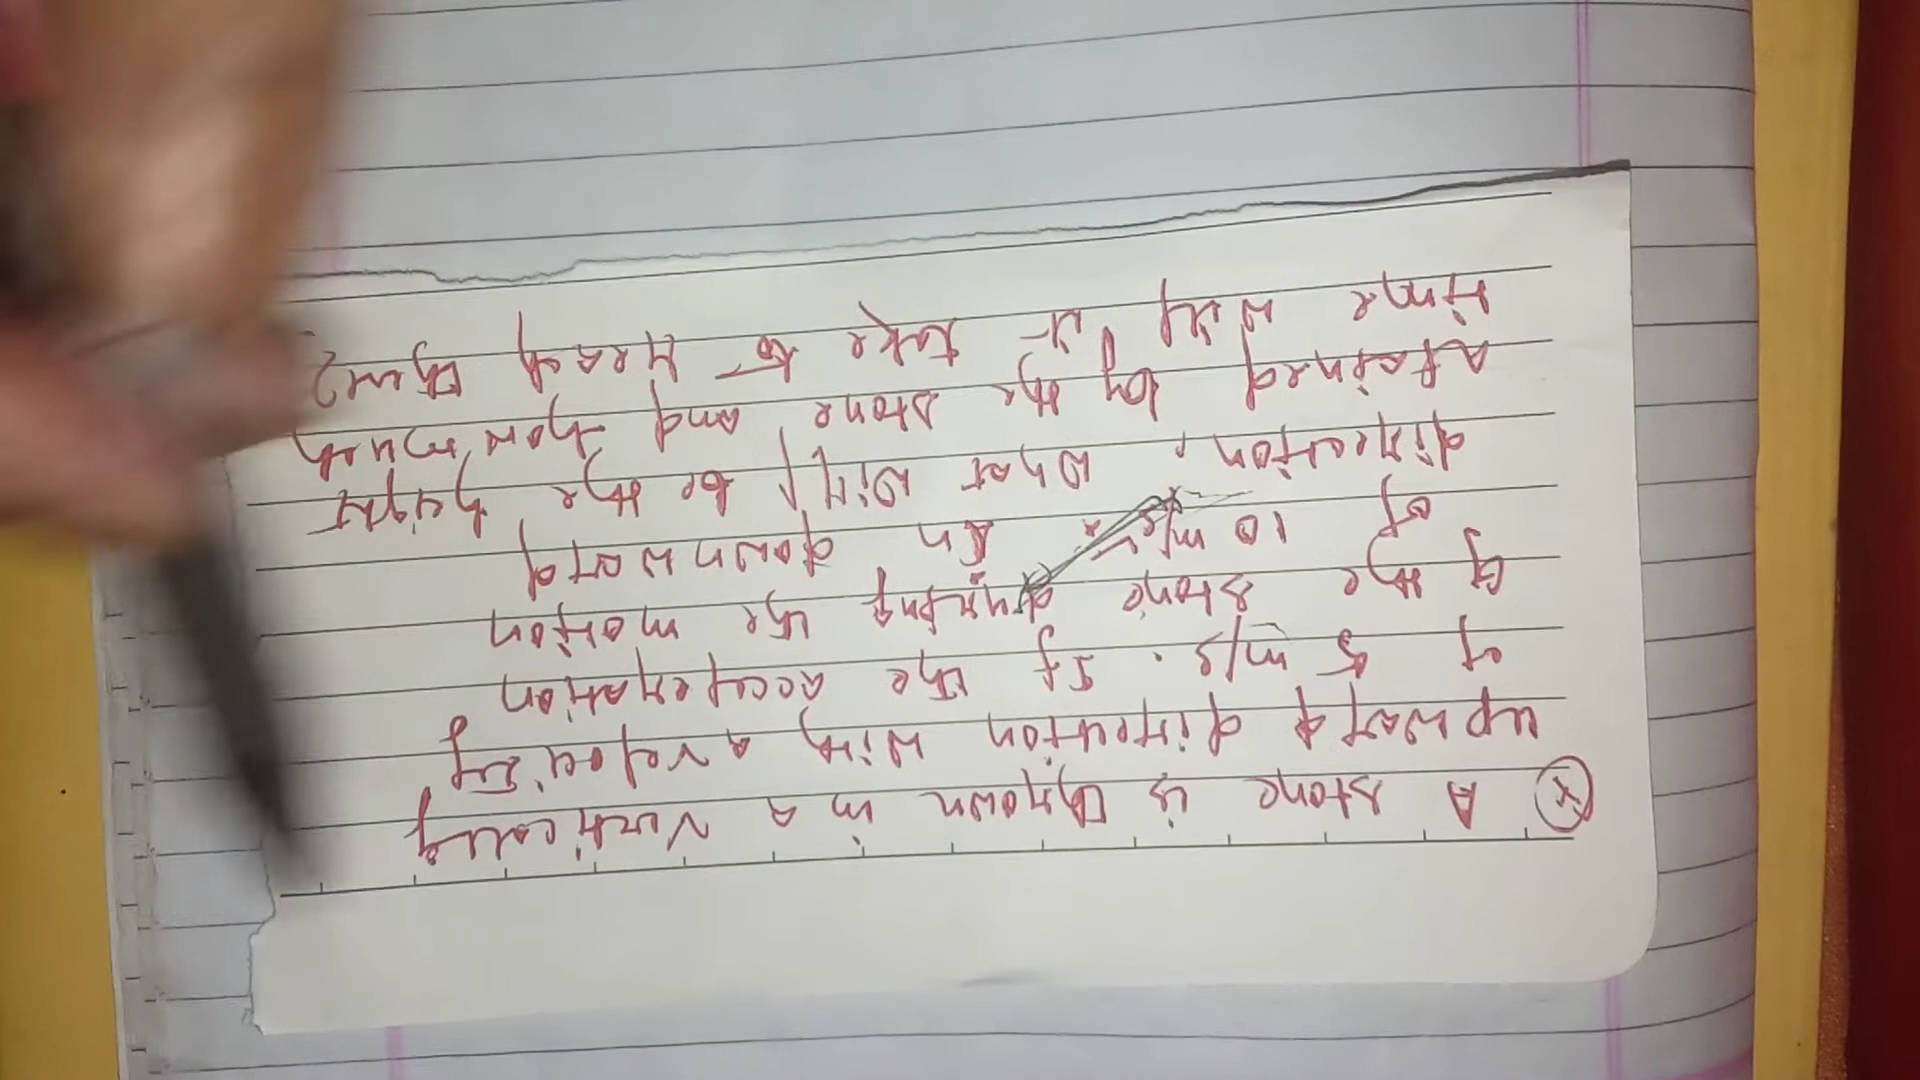 (x) A stone is thrown in a vertically
upward direction with a velocity
of 5 m/s. If the acceleration
of the stone during the motion
of 10 m/s² in downward
direction, what will be the height
attained by the stone and how much
time will it take to reach there?